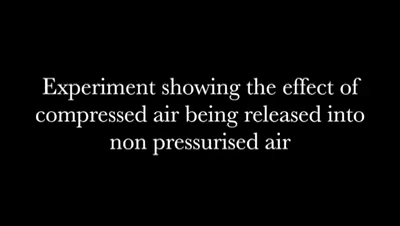 Experiment showing the effect of
compressed air being released into
non pressurised air